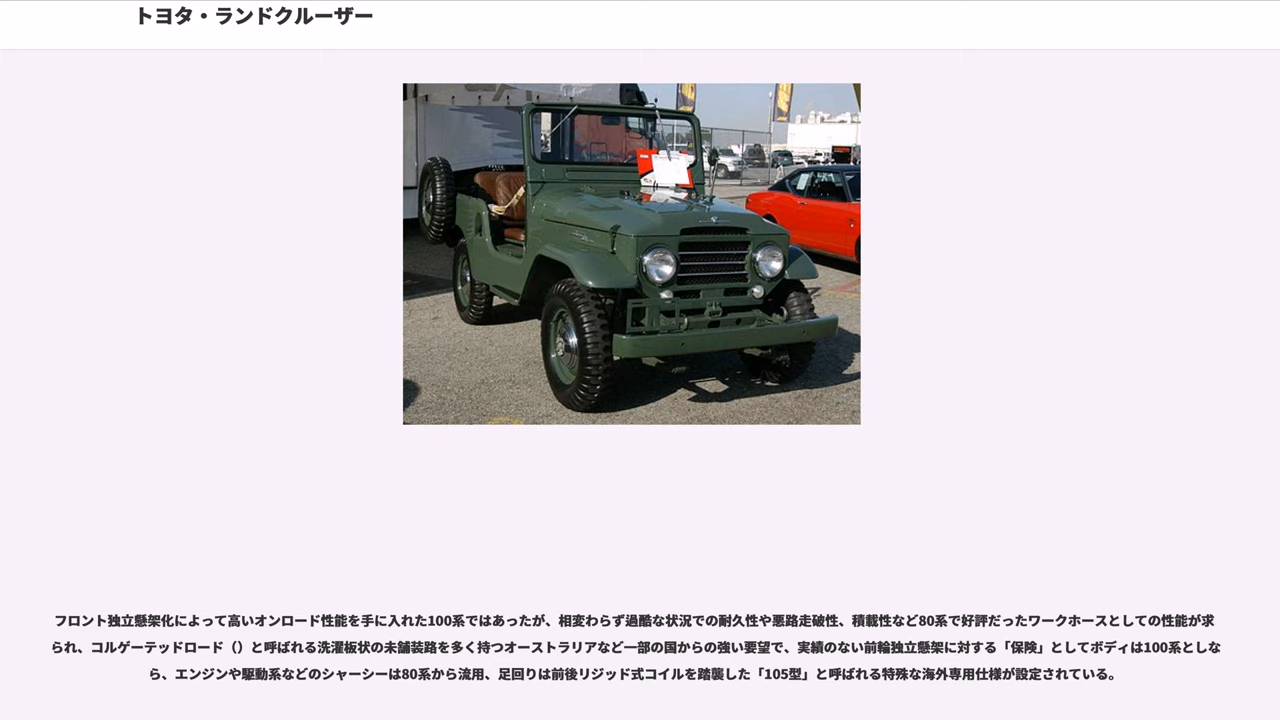 トヨタ・ランドクルーザー
フロント独立懸架化によって高いオンロード性能を手に入れた100系ではあったが、相変わらず過酷な状況での耐久性や悪路走破性、積載性など80系で好評だったワークホースとしての性能が求
られ、コルゲーテッドロード（）と呼ばれる洗濯板状の未舗装路を多く持つオーストラリアなど一部の国からの強い要望で、実績のない前輪独立懸架に対する「保険」としてボディは100系としな
ら、エンジンや駆動系などのシャーシーは80系から流用、足回りは前後リジッド式コイルを踏襲した「105型」と呼ばれる特殊な海外専用仕様が設定されている。